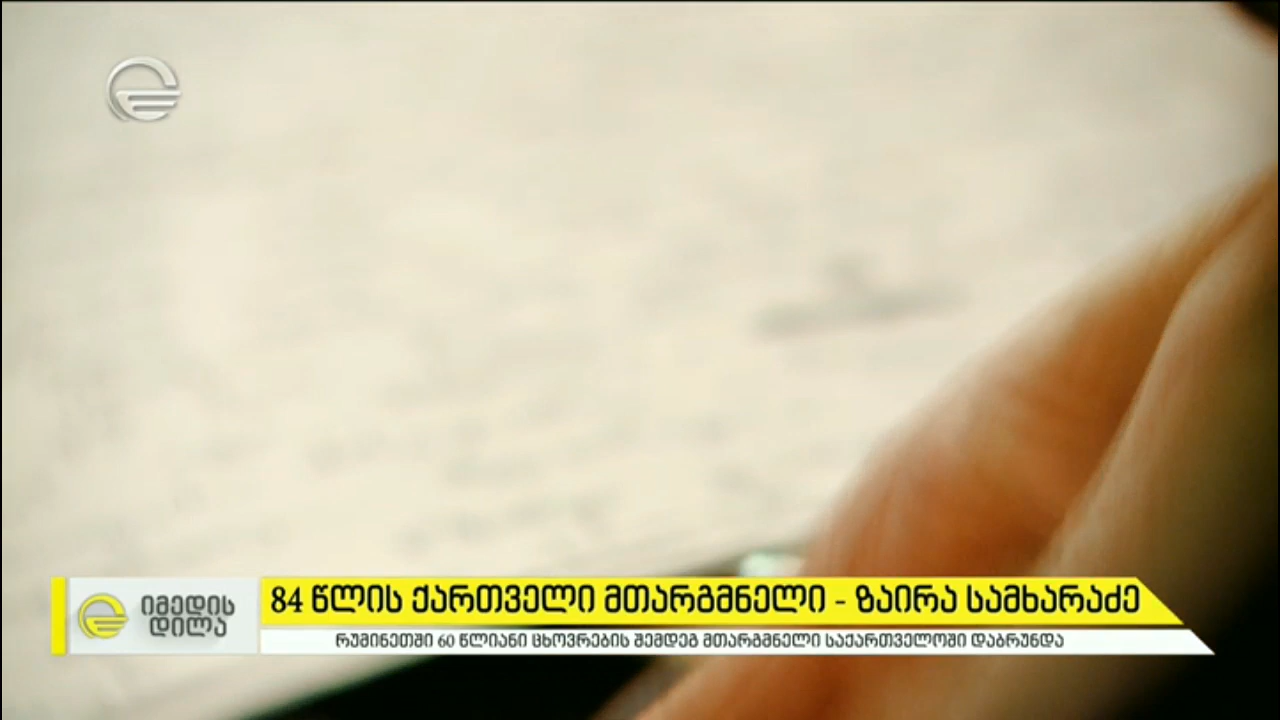 84 წლის ქართველი მთარგმნელი - ზაირა სამხარაძე
იმედის
დილა
რუმინეთში 60 წლიანი ცხოვრების შემდეგ მთარგმნელი საქართველოში დაბრუნდა